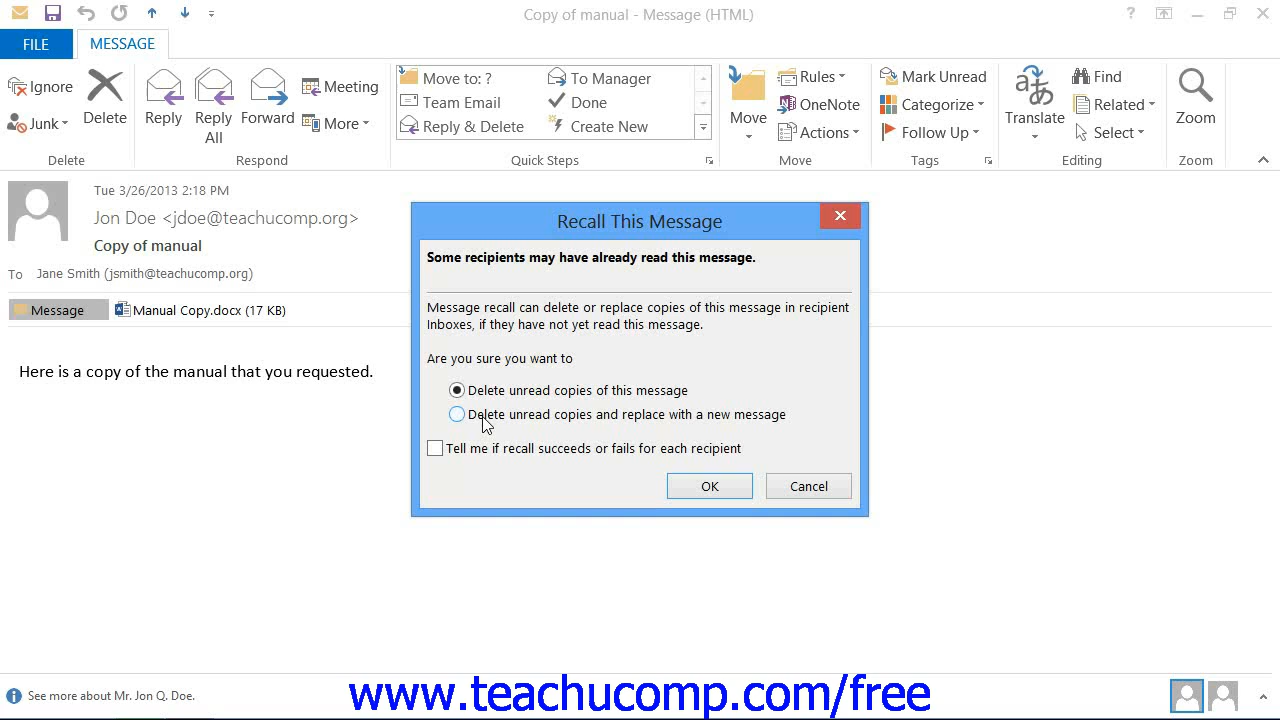 Copy of manual - Message (HTML)
?
FILE
MESSAGE
Ignore
Junk
Delete
Delete
Reply
Reply All
Forward
Meeting
More
Respond
Move to: ?
To Manager
Team Email
Done
Reply & Delete
Create New
Quick Steps
Move
Rules
OneNote
Actions
Move
Mark Unread
Categorize
Follow Up
Tags
Translate
Find
Related
Select
Editing
Zoom
Zoom
Tue 3/26/2013 2:18 PM
Jon Doe <jdoe@teachucomp.org>
Copy of manual
To Jane Smith (jsmith@teachucomp.org)
Message
Manual Copy.docx (17 KB)
Here is a copy of the manual that you requested.
Recall This Message
Some recipients may have already read this message.
Message recall can delete or replace copies of this message in recipient
Inboxes, if they have not yet read this message.
Are you sure you want to
Delete unread copies of this message
Delete unread copies and replace with a new message
Tell me if recall succeeds or fails for each recipient
OK
Cancel
See more about Mr. Jon Q. Doe.
www.teachucomp.com/free